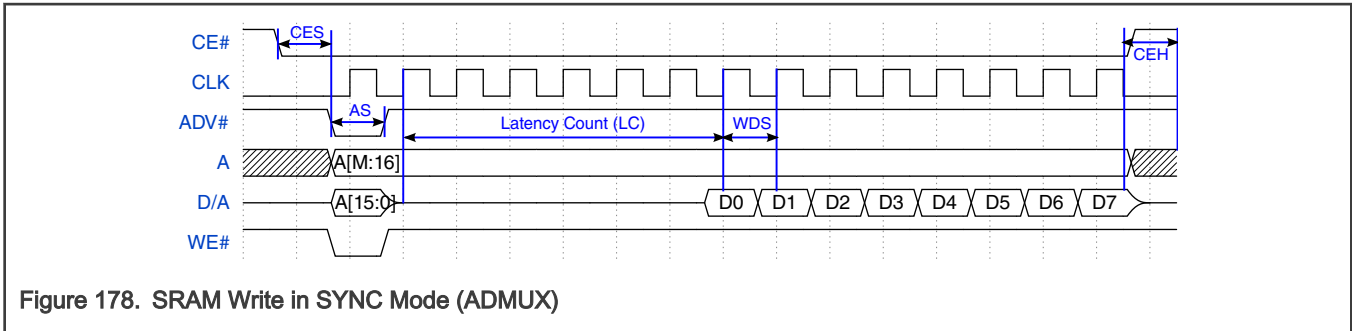 CE# CES CEH
CLK
ADV# AS Latency Count (LC) WDS
A A[M:16]
D/A A[15:0] D0 D1 D2 D3 D4 D5 D6 D7
WE#
Figure 178. SRAM Write in SYNC Mode (ADMUX)